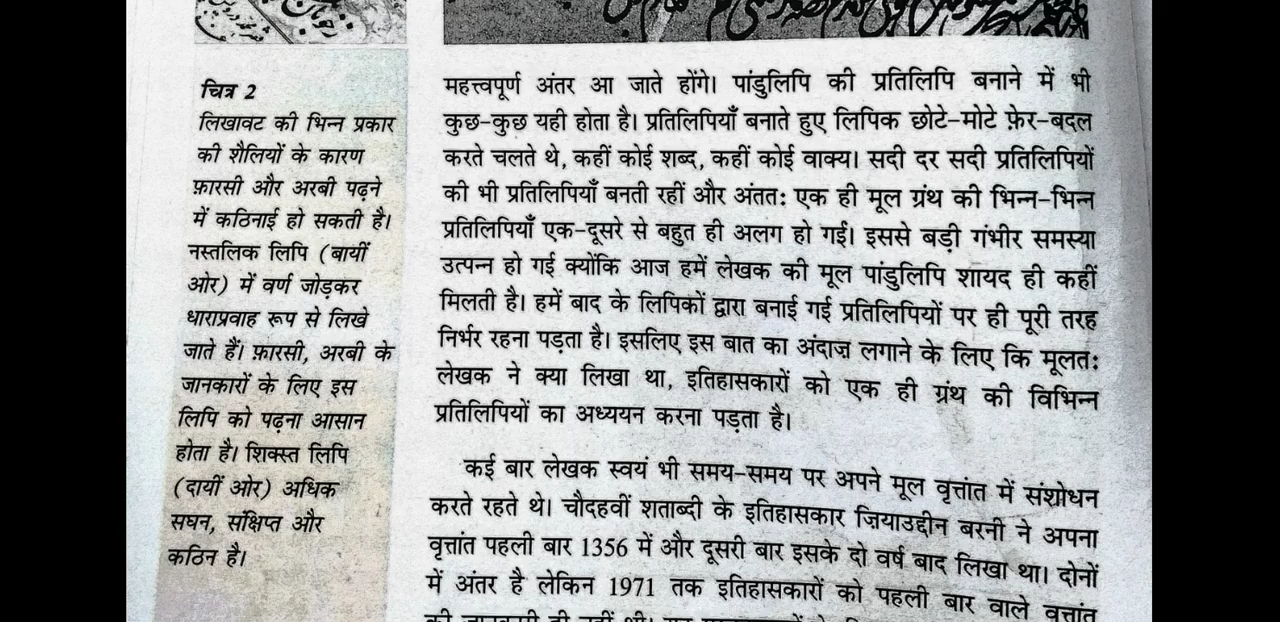 चित्र 2
लिखावट की भिन्न प्रकार
की शैलियों के कारण
फ़ारसी और अरबी पढ़ने
में कठिनाई हो सकती है।
नस्तलिक लिपि (बायीं
ओर) में वर्ण जोड़कर
धाराप्रवाह रूप से लिखे
जाते हैं। फ़ारसी, अरबी के
जानकारों के लिए इस
लिपि को पढ़ना आसान
होता है। शिक्स्त लिपि
(दायीं ओर) अधिक
सघन, संक्षिप्त और
कठिन है।
महत्त्वपूर्ण अंतर आ जाते होंगे। पांडुलिपि की प्रतिलिपि बनाने में भी
कुछ-कुछ यही होता है। प्रतिलिपियाँ बनाते हुए लिपिक छोटे-मोटे फ़ेर-बदल
करते चलते थे, कहीं कोई शब्द, कहीं कोई वाक्य। सदी दर सदी प्रतिलिपियों
की भी प्रतिलिपियाँ बनती रहीं और अंततः एक ही मूल ग्रंथ की भिन्न-भिन्न
प्रतिलिपियाँ एक-दूसरे से बहुत ही अलग हो गईं। इससे बड़ी गंभीर समस्या
उत्पन्न हो गई क्योंकि आज हमें लेखक की मूल पांडुलिपि शायद ही कहीं
मिलती है। हमें बाद के लिपिकों द्वारा बनाई गई प्रतिलिपियों पर ही पूरी तरह
निर्भर रहना पड़ता है। इसलिए इस बात का अंदाज़ लगाने के लिए कि मूलतः
लेखक ने क्या लिखा था, इतिहासकारों को एक ही ग्रंथ की विभिन्न
प्रतिलिपियों का अध्ययन करना पड़ता है।
कई बार लेखक स्वयं भी समय-समय पर अपने मूल वृत्तांत में संशोधन
करते रहते थे। चौदहवीं शताब्दी के इतिहासकार ज़ियाउद्दीन बरनी ने अपना
वृत्तांत पहली बार 1356 में और दूसरी बार इसके दो वर्ष बाद लिखा था। दोनों
में अंतर है लेकिन 1971 तक इतिहासकारों को पहली बार वाले वृत्तांत